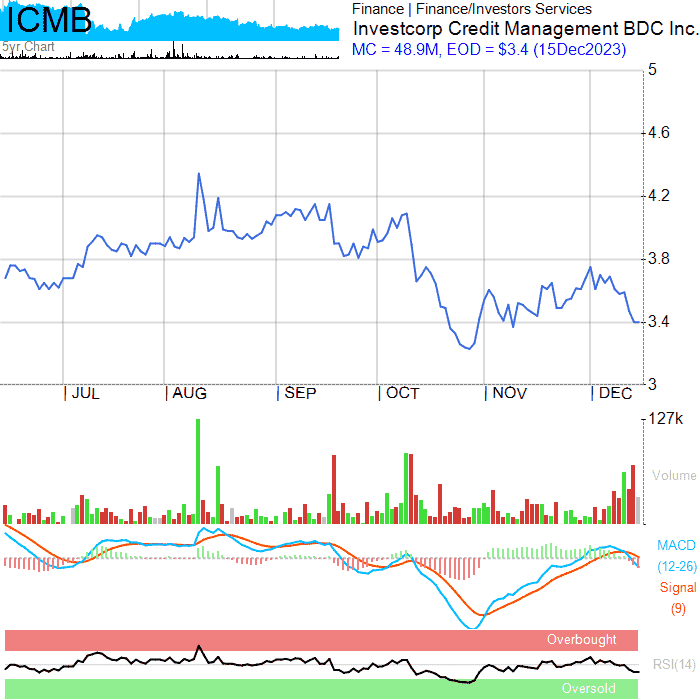 ICMB
5yr Chart
Finance | Finance/Investors Services
Investcorp Credit Management BDC Inc.
MC = 48.9M, EOD = $3.4 (15Dec2023)
5
4.6
4.2
3.8
3.4
3
JUL AUG SEP OCT NOV DEC
127k
Volume
MACD
(12-26)
Signal
(9)
Overbought
RSI(14)
Oversold